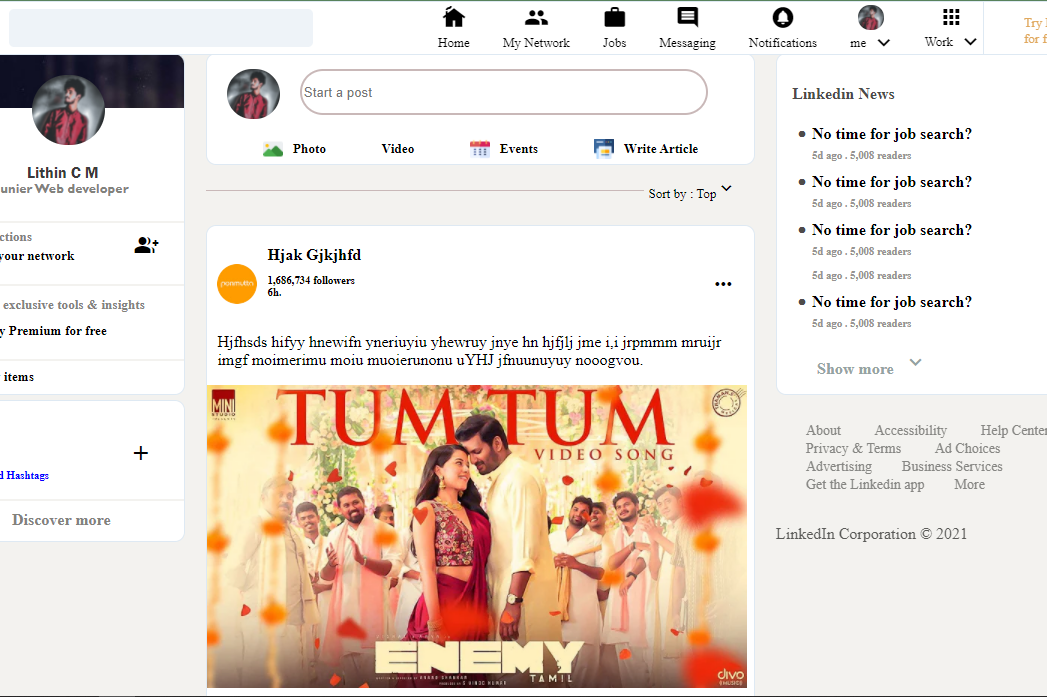 Home
My Network
Jobs
Messaging
Notifications
me
Work
Try
for f
Lithin C M
unier Web developer
ctions
your network
exclusive tools & insights
y Premium for free
items
d Hashtags
Discover more
Start a post
Photo
Video
Events
Write Article
Sort by : Top
Hjak Gjkjhfd
1,686,734 followers
6h.
Hjfhsds hifyy hnewifn yneriuyiu yhewruy jnye hn hjfjlj jme i,i jrpmmm mruijr
imgf moimerimu moiu muoierunonu uYHJ jfnuunuyuy nooogvou.
MINI
STUDIO
TUM TUM
VIDEO SONG
ENEMY
TAMIL
divo
MUSIC
Linkedin News
No time for job search?
5d ago . 5,008 readers
No time for job search?
5d ago . 5,008 readers
No time for job search?
5d ago . 5,008 readers
5d ago . 5,008 readers
No time for job search?
5d ago . 5,008 readers
Show more
About Accessibility Help Center
Privacy & Terms Ad Choices
Advertising Business Services
Get the Linkedin app More
LinkedIn Corporation © 2021